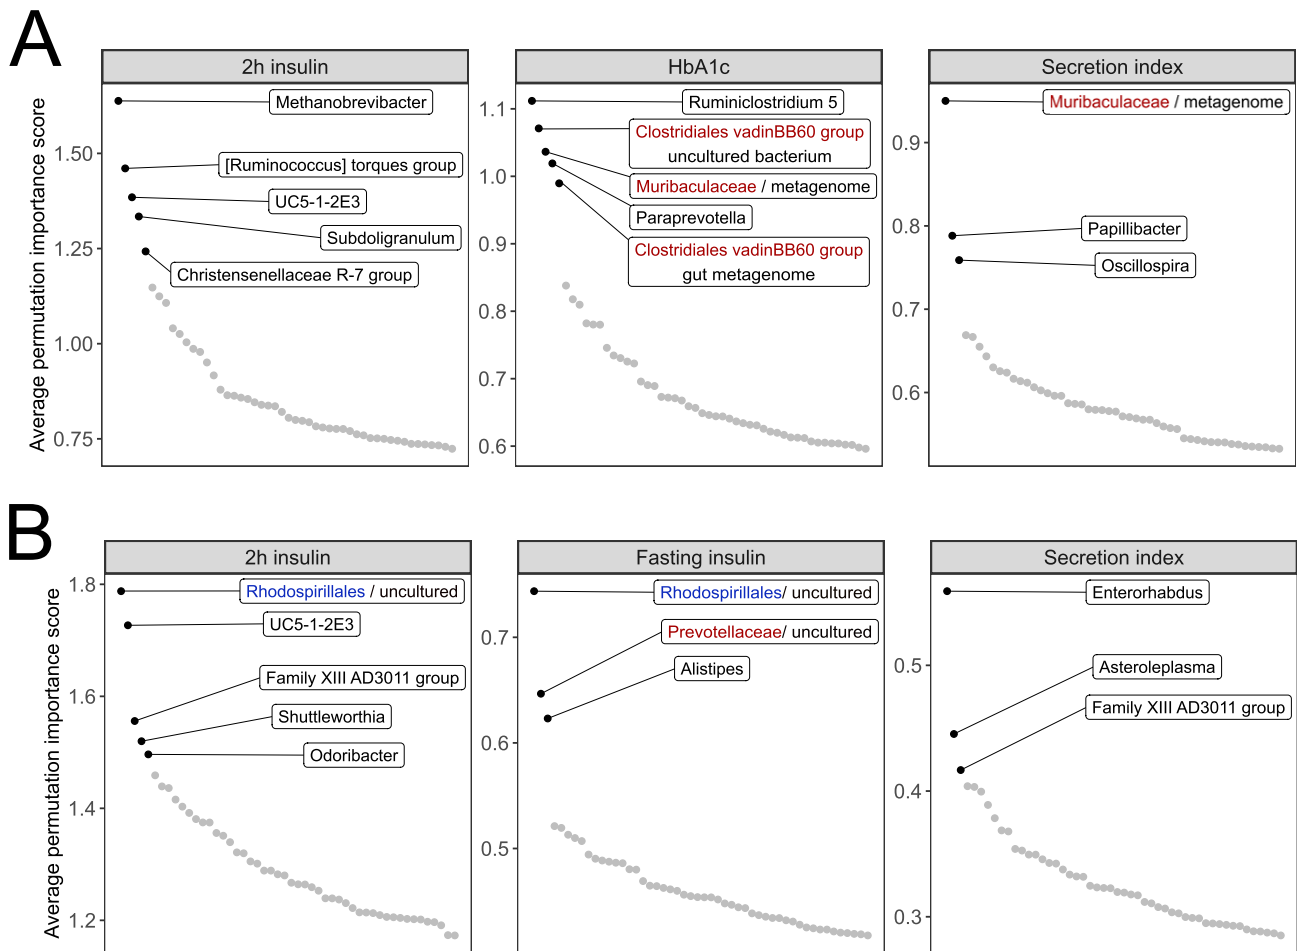 A
2h insulin
HbA1c
Secretion index
Average permutation importance score
1.50
1.25
1.00
0.75
Methanobrevibacter
[Ruminococcus] torques group
UC5-1-2E3
Subdoligranulum
Christensenellaceae R-7 group
1.1
1.0
0.9
0.8
0.7
0.6
Ruminiclostridium 5
Clostridiales vadinBB60 group
uncultured bacterium
Muribaculaceae / metagenome
Paraprevotella
Clostridiales vadinBB60 group
gut metagenome
0.9
0.8
0.7
0.6
Muribaculaceae / metagenome
Papillibacter
Oscillospira
B
2h insulin
Fasting insulin
Secretion index
Average permutation importance score
1.8
1.6
1.4
1.2
Rhodospirillales / uncultured
UC5-1-2E3
Family XIII AD3011 group
Shuttleworthia
Odoribacter
0.7
0.6
0.5
Rhodospirillales/ uncultured
Prevotellaceae/ uncultured
Alistipes
0.5
0.4
0.3
Enterorhabdus
Asteroleplasma
Family XIII AD3011 group